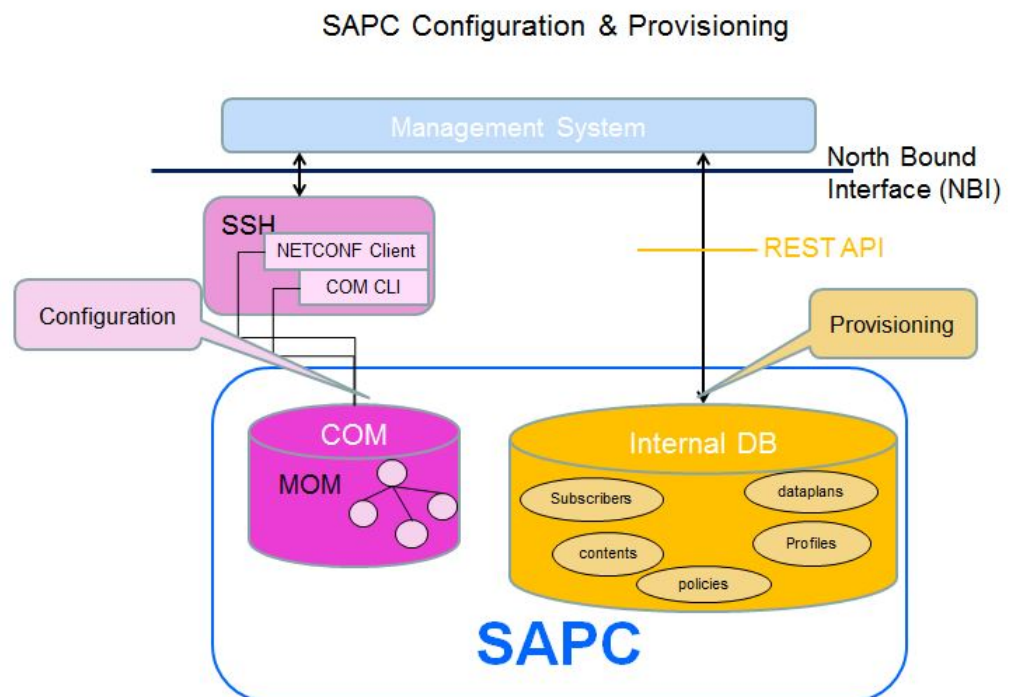 SAPC Configuration & Provisioning
Management System
North Bound
Interface (NBI)
SSH
NETCONF Client
COM CLI
REST API
Configuration
Provisioning
COM
MOM
Internal DB
Subscribers
dataplans
contents
Profiles
policies
SAPC